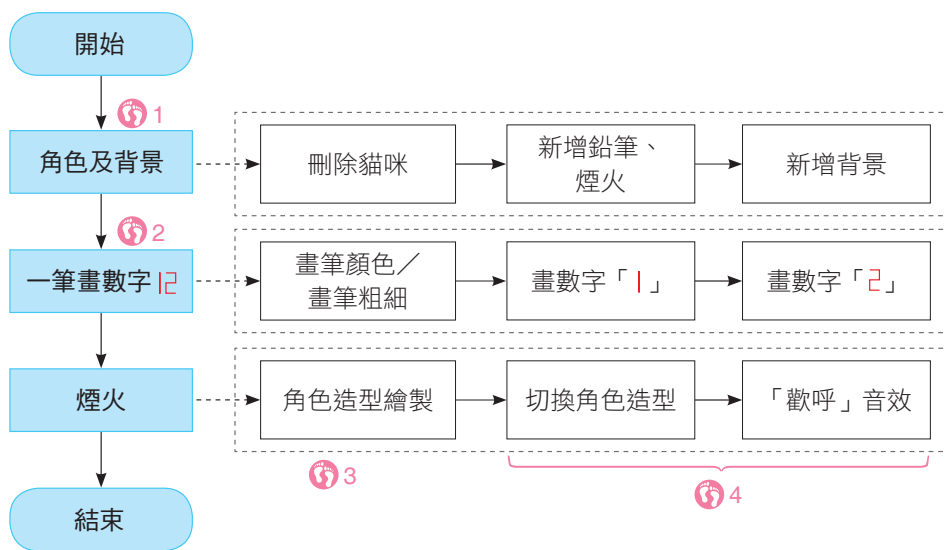 開始
1
角色及背景
刪除貓咪
新增鉛筆、
煙火
新增背景
2
一筆畫數字12
畫筆顏色／
畫筆粗細
畫數字「1」
畫數字「2」
煙火
角色造型繪製
切換角色造型
「歡呼」音效
3
4
結束